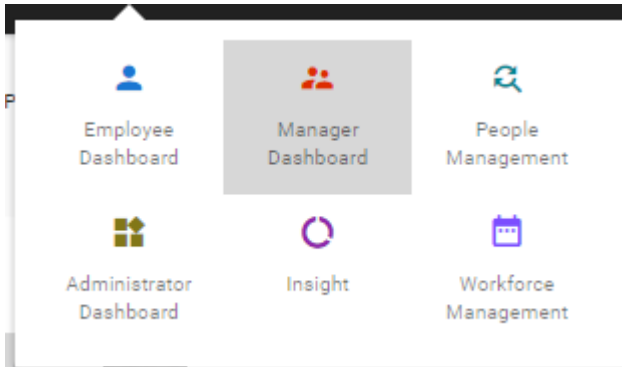 P
Employee
Dashboard
Manager
Dashboard
People
Management
Administrator
Dashboard
Insight
Workforce
Management